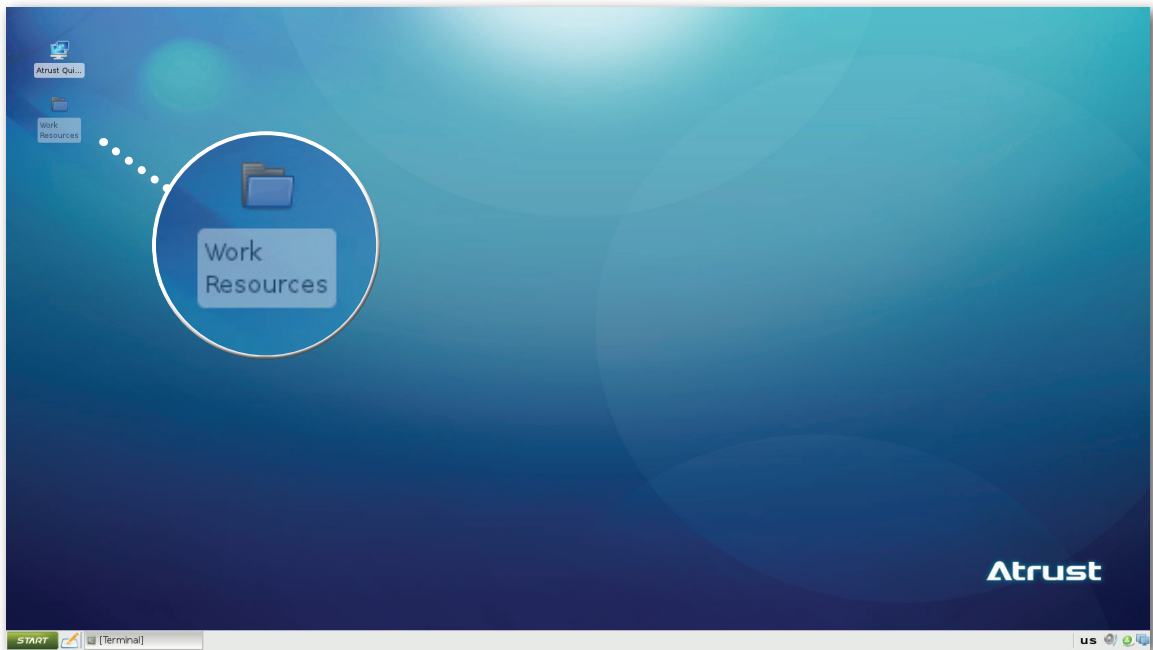 Atrust Qui...
Work
Resources
Work
Resources
Atrust
START
[Terminal]
us